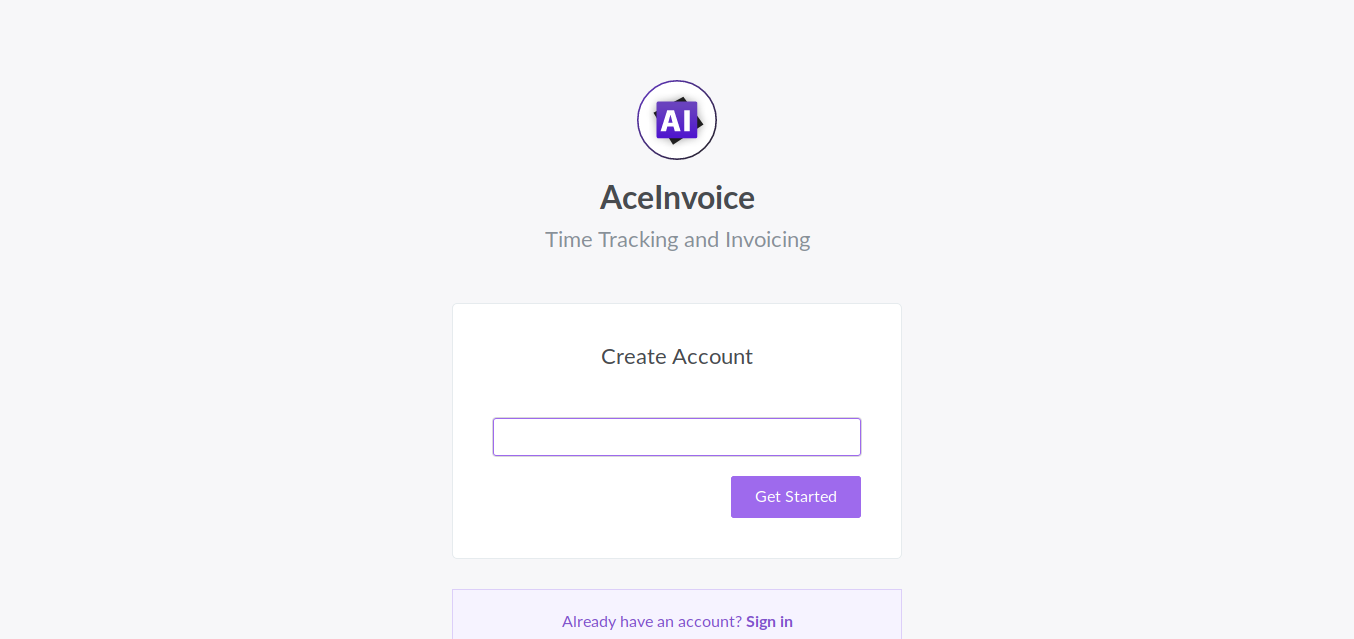 AI
AceInvoice
Time Tracking and Invoicing
Create Account
Get Started
Already have an account? Sign in